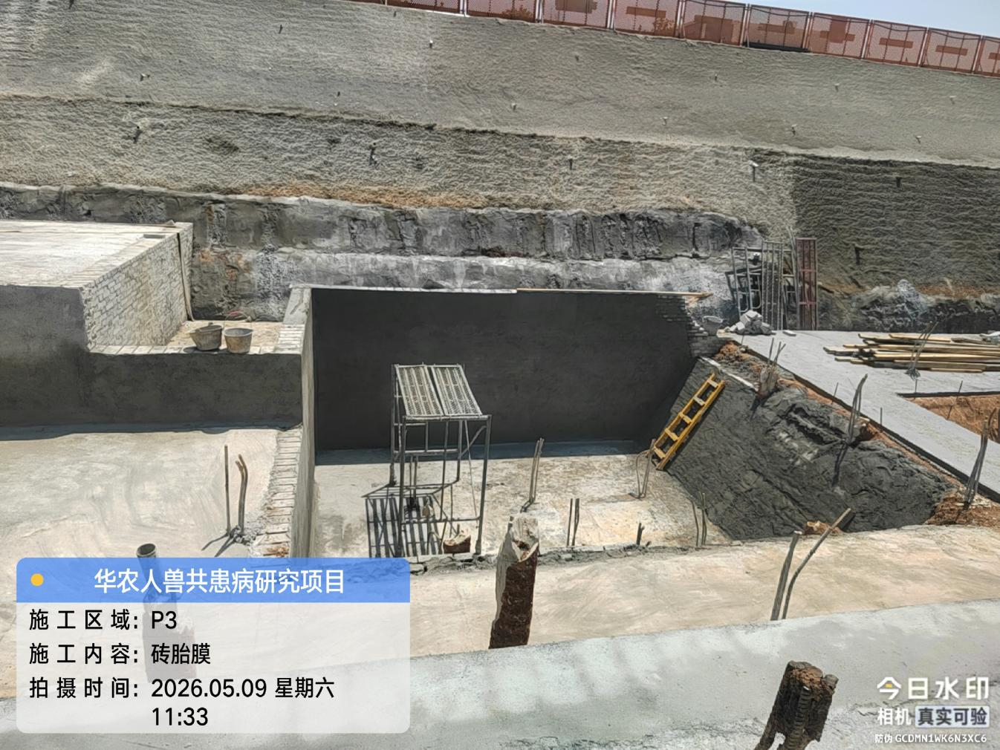 华农人兽共患病研究项目
施工区域: P3
施工内容: 砖胎膜
拍摄时间: 2026.05.09 星期六
11:33
今日水印
相机 真实可验
防伪 GCDMN1WK6N3XC6